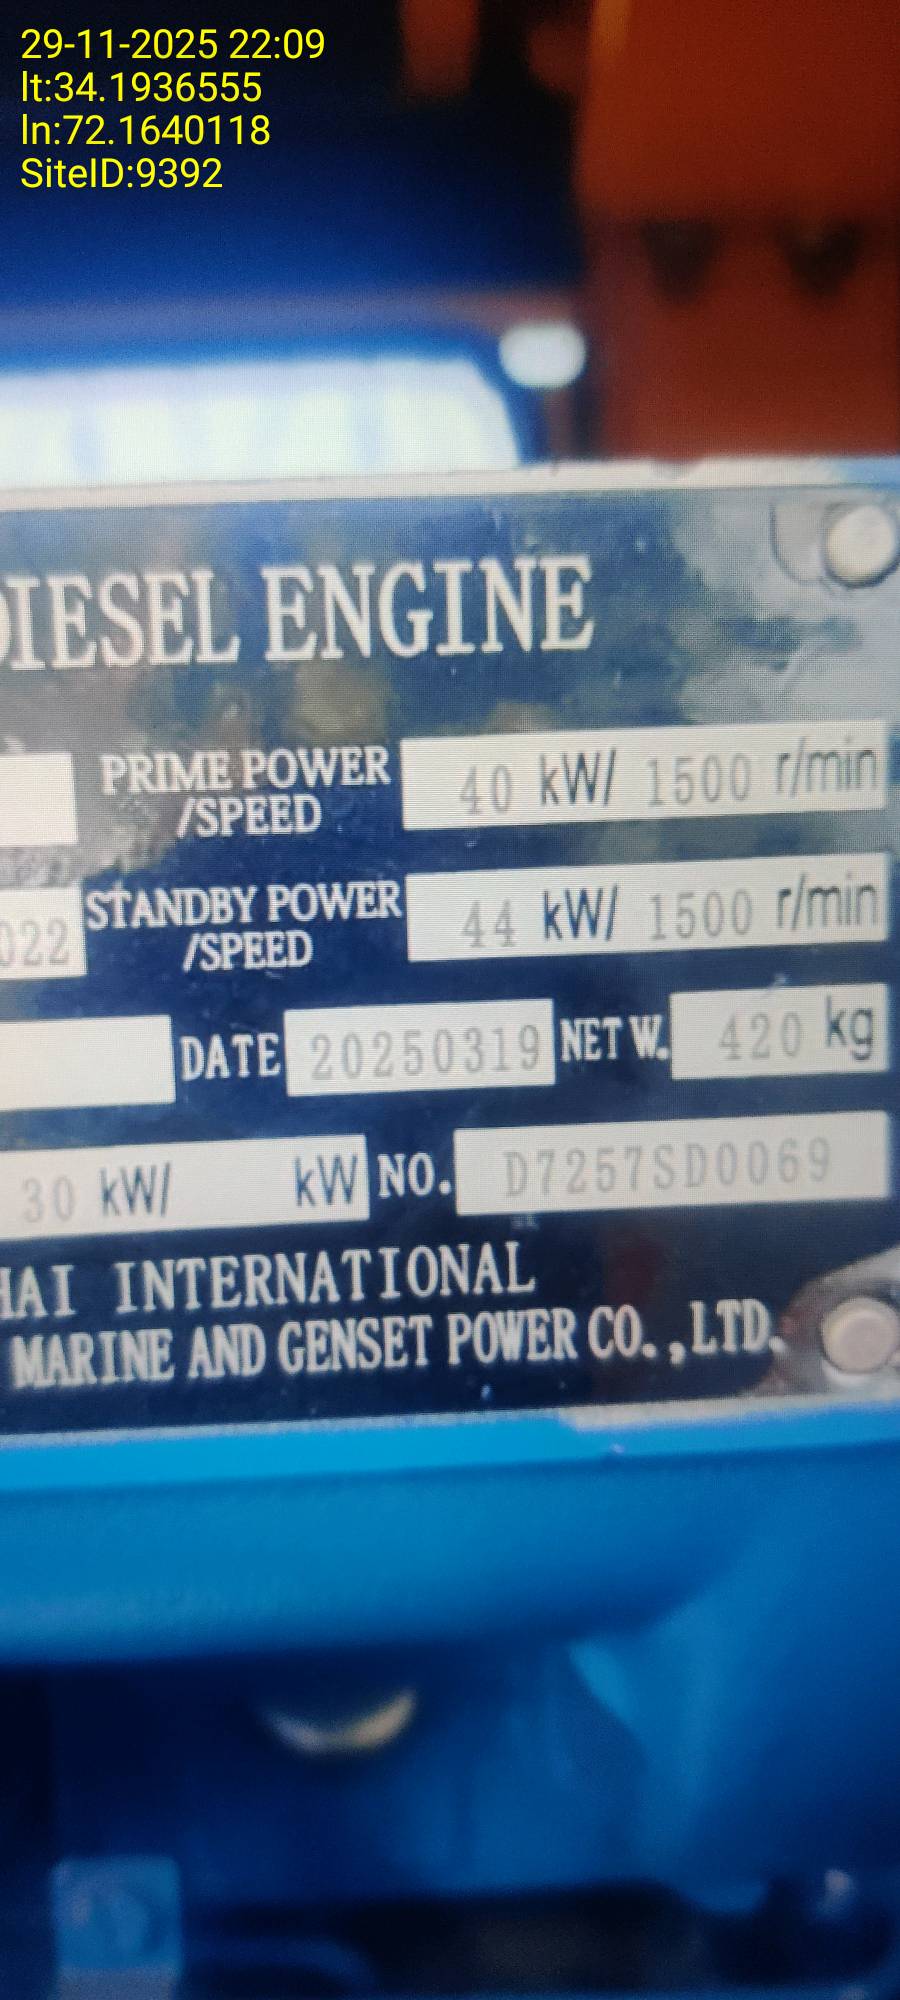 29-11-2025 22:09
lt:34.1936555
ln:72.1640118
SiteID:9392
DIESEL ENGINE
PRIME POWER
/SPEED
40 kW/ 1500 r/min
022
STANDBY POWER
/SPEED
44 kW/ 1500 r/min
DATE 20250319 NET W. 420 kg
30 kW/ kW NO. D7257SD0069
HAI INTERNATIONAL
MARINE AND GENSET POWER CO.,LTD.